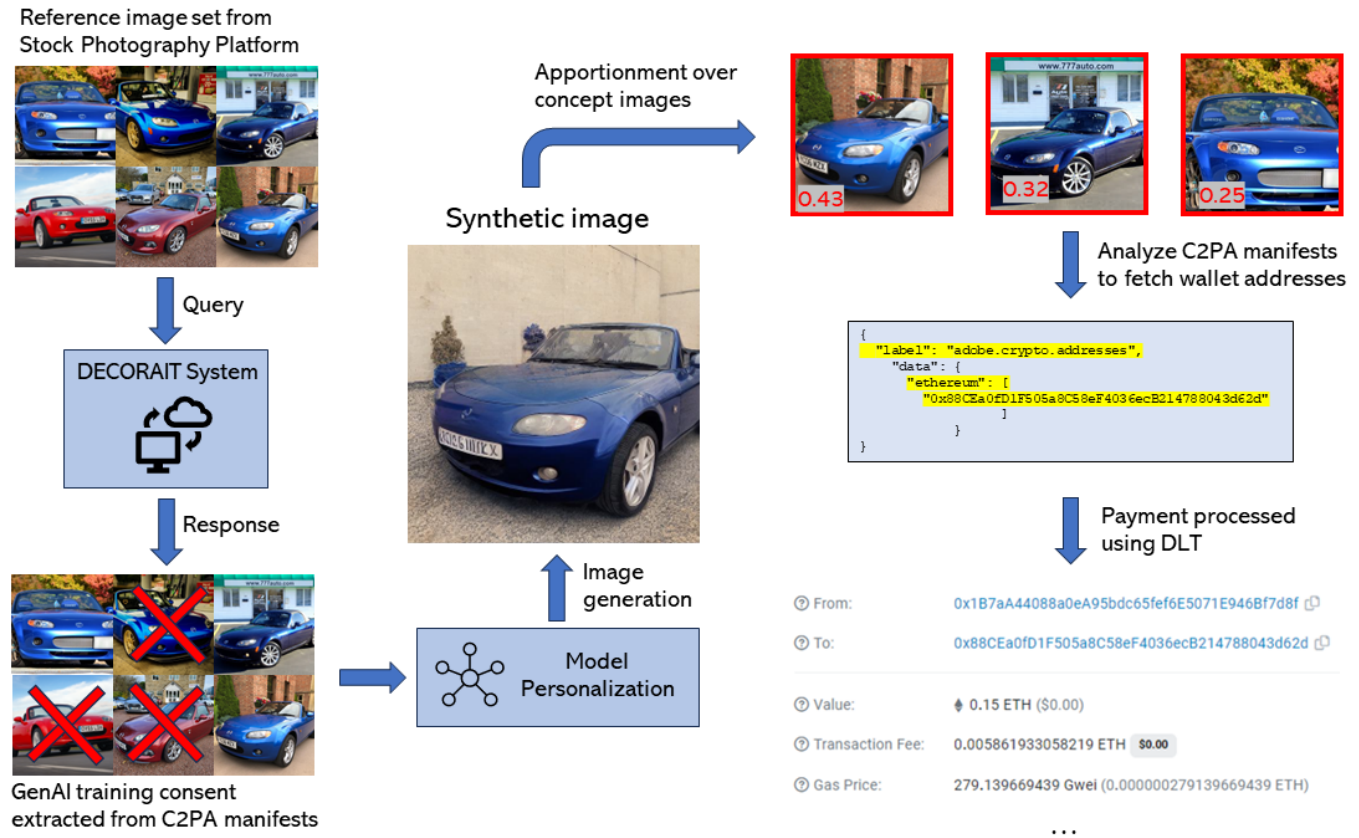 Reference image set from
Stock Photography Platform
www.777auto.com
Query
DECORAIT System
Response
www.777auto.com
GenAI training consent
extracted from C2PA manifests
Model
Personalization
Image
generation
Synthetic image
Apportionment over
concept images
0.43
www.777auto.com
0.32
0.25
Analyze C2PA manifests
to fetch wallet addresses
{
"label": "adobe.crypto.addresses",
"data": {
"ethereum": [
"0x88CEa0fD1F505a8C58eF4036ecB214788043d62d"
]
}
}
Payment processed
using DLT
From: 0x1B7aA44088a0eA95bdc65fef6E5071E946Bf7d8f
To: 0x88CEa0fD1F505a8C58eF4036ecB214788043d62d
Value: 0.15 ETH ($0.00)
Transaction Fee: 0.005861933058219 ETH $0.00
Gas Price: 279.139669439 Gwei (0.000000279139669439 ETH)
...